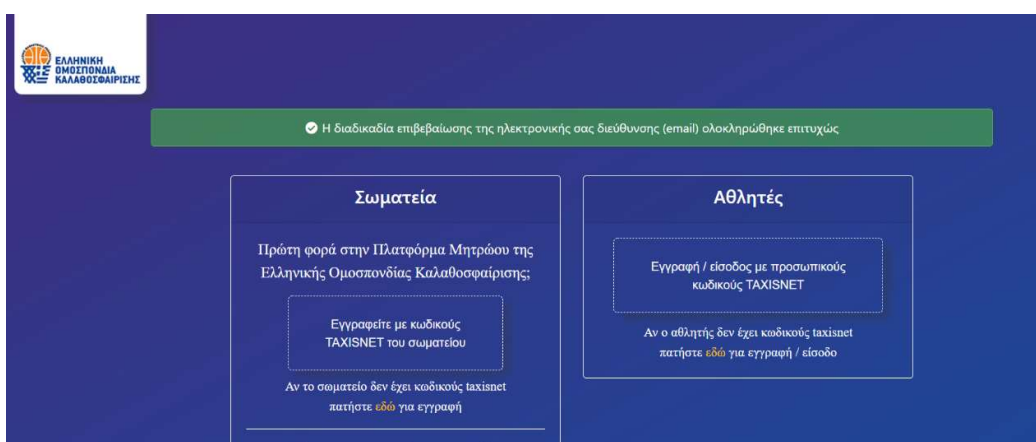 ΕΛΛΗΝΙΚΗ
ΟΜΟΣΠΟΝΔΙΑ
ΚΑΛΑΘΟΣΦΑΙΡΙΣΗΣ
Η διαδικαδία επιβεβαίωσης της ηλεκτρονικής σας διεύθυνσης (email) ολοκληρώθηκε επιτυχώς
Σωματεία
Πρώτη φορά στην Πλατφόρμα Μητρώου της
Ελληνικής Ομοσπονδίας Καλαθοσφαίρισης;
Εγγραφείτε με κωδικούς
TAXISNET του σωματείου
Αν το σωματείο δεν έχει κωδικούς taxisnet
πατήστε εδώ για εγγραφή
Αθλητές
Εγγραφή / είσοδος με προσωπικούς
κωδικούς TAXISNET
Αν ο αθλητής δεν έχει κωδικούς taxisnet
πατήστε εδώ για εγγραφή / είσοδο